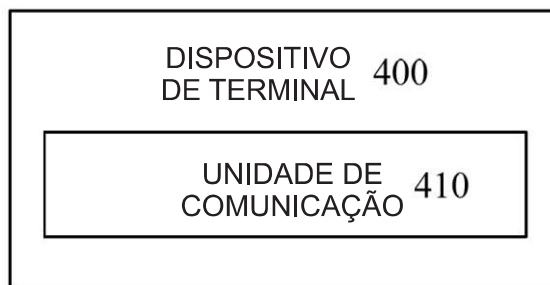 DISPOSITIVO
DE TERMINAL 400
UNIDADE DE
COMUNICAÇÃO 410